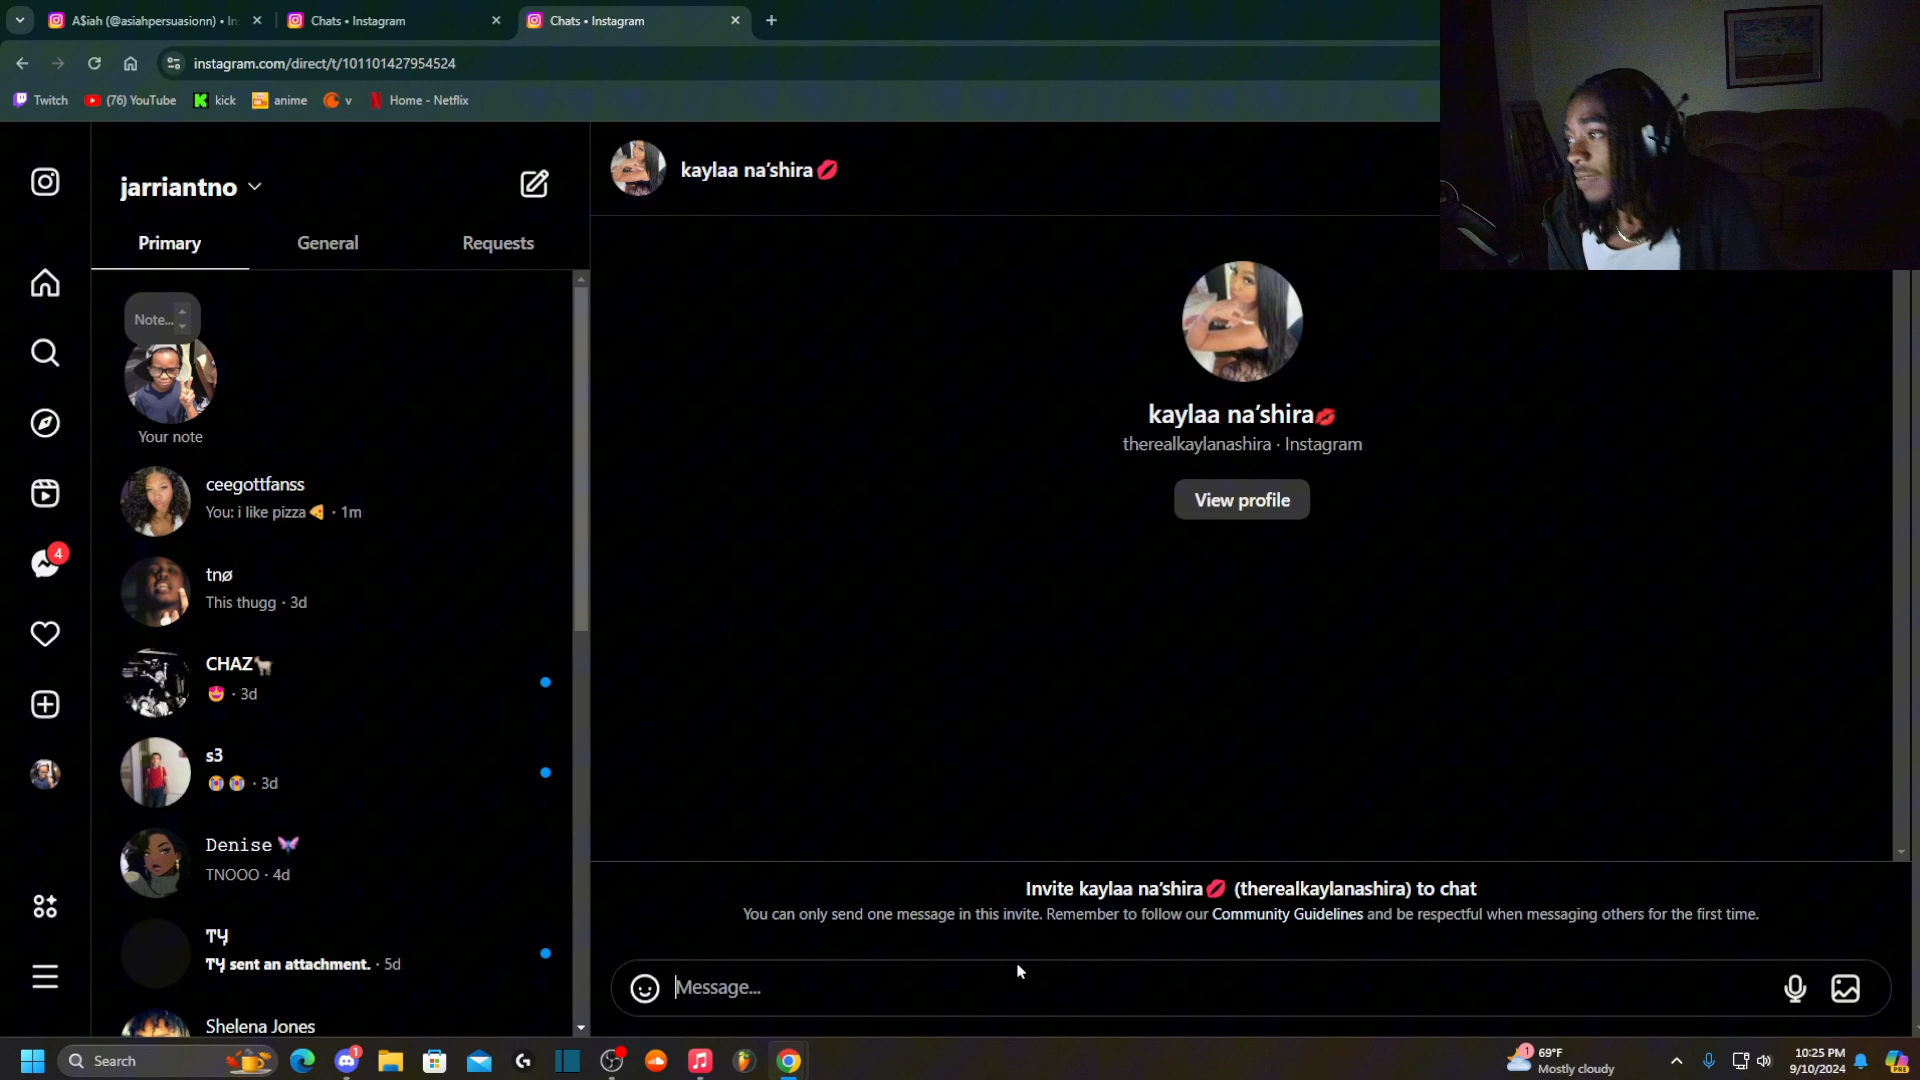 A$iah (@asiahpersuasionn) • In
Chats • Instagram
Chats • Instagram
instagram.com/direct/t/101101427954524
Twitch
(76) YouTube
kick
anime
v
Home - Netflix
jarriantno
Primary
General
Requests
Note...
Your note
ceegottfanss
You: i like pizza🍕 · 1m
tnø
This thugg · 3d
CHAZ🐐
😍 · 3d
s3
😭😭 · 3d
Denise 🦋
TNOOO · 4d
TY
TY sent an attachment. · 5d
Shelena Jones
4
kaylaa na’shira💋
kaylaa na’shira💋
therealkaylanashira · Instagram
View profile
Invite kaylaa na’shira💋 (therealkaylanashira) to chat
You can only send one message in this invite. Remember to follow our Community Guidelines and be respectful when messaging others for the first time.
Message...
Search
1
1
69°F
Mostly cloudy
10:25 PM
9/10/2024
PRE